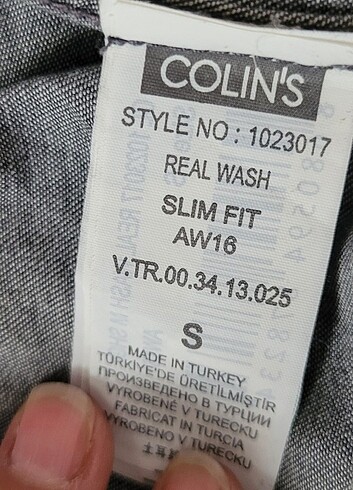 COLIN'S
STYLE NO : 1023017
REAL WASH
SLIM FIT
AW16
V.TR.00.34.13.025
S
MADE IN TURKEY
TÜRKİYE'DE ÜRETİLMİŞTİR
ПРОИЗВЕДЕНО В ТУРЦИИ
VYROBENÉ V TURECKU
FABRICAT IN TURCIA
VYROBENO V TURECKU